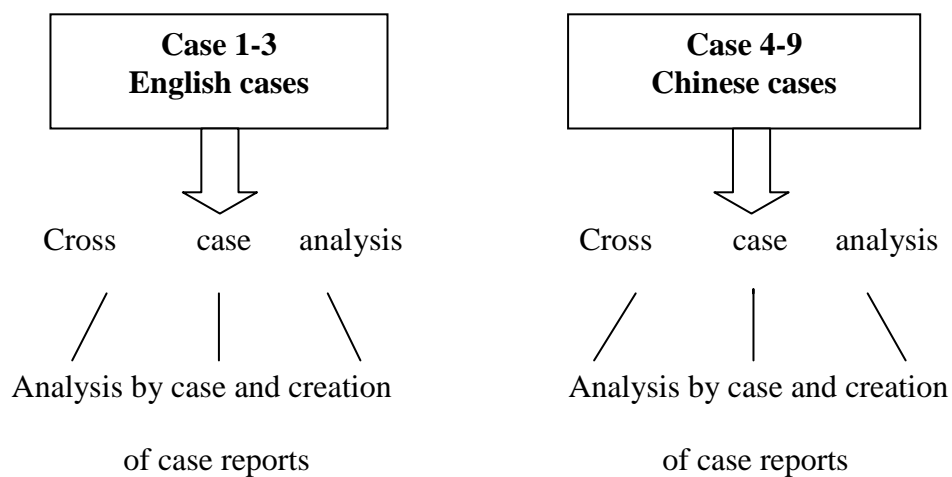 Case 1-3
English cases
Cross case analysis
Analysis by case and creation
of case reports
Case 4-9
Chinese cases
Cross case analysis
Analysis by case and creation
of case reports